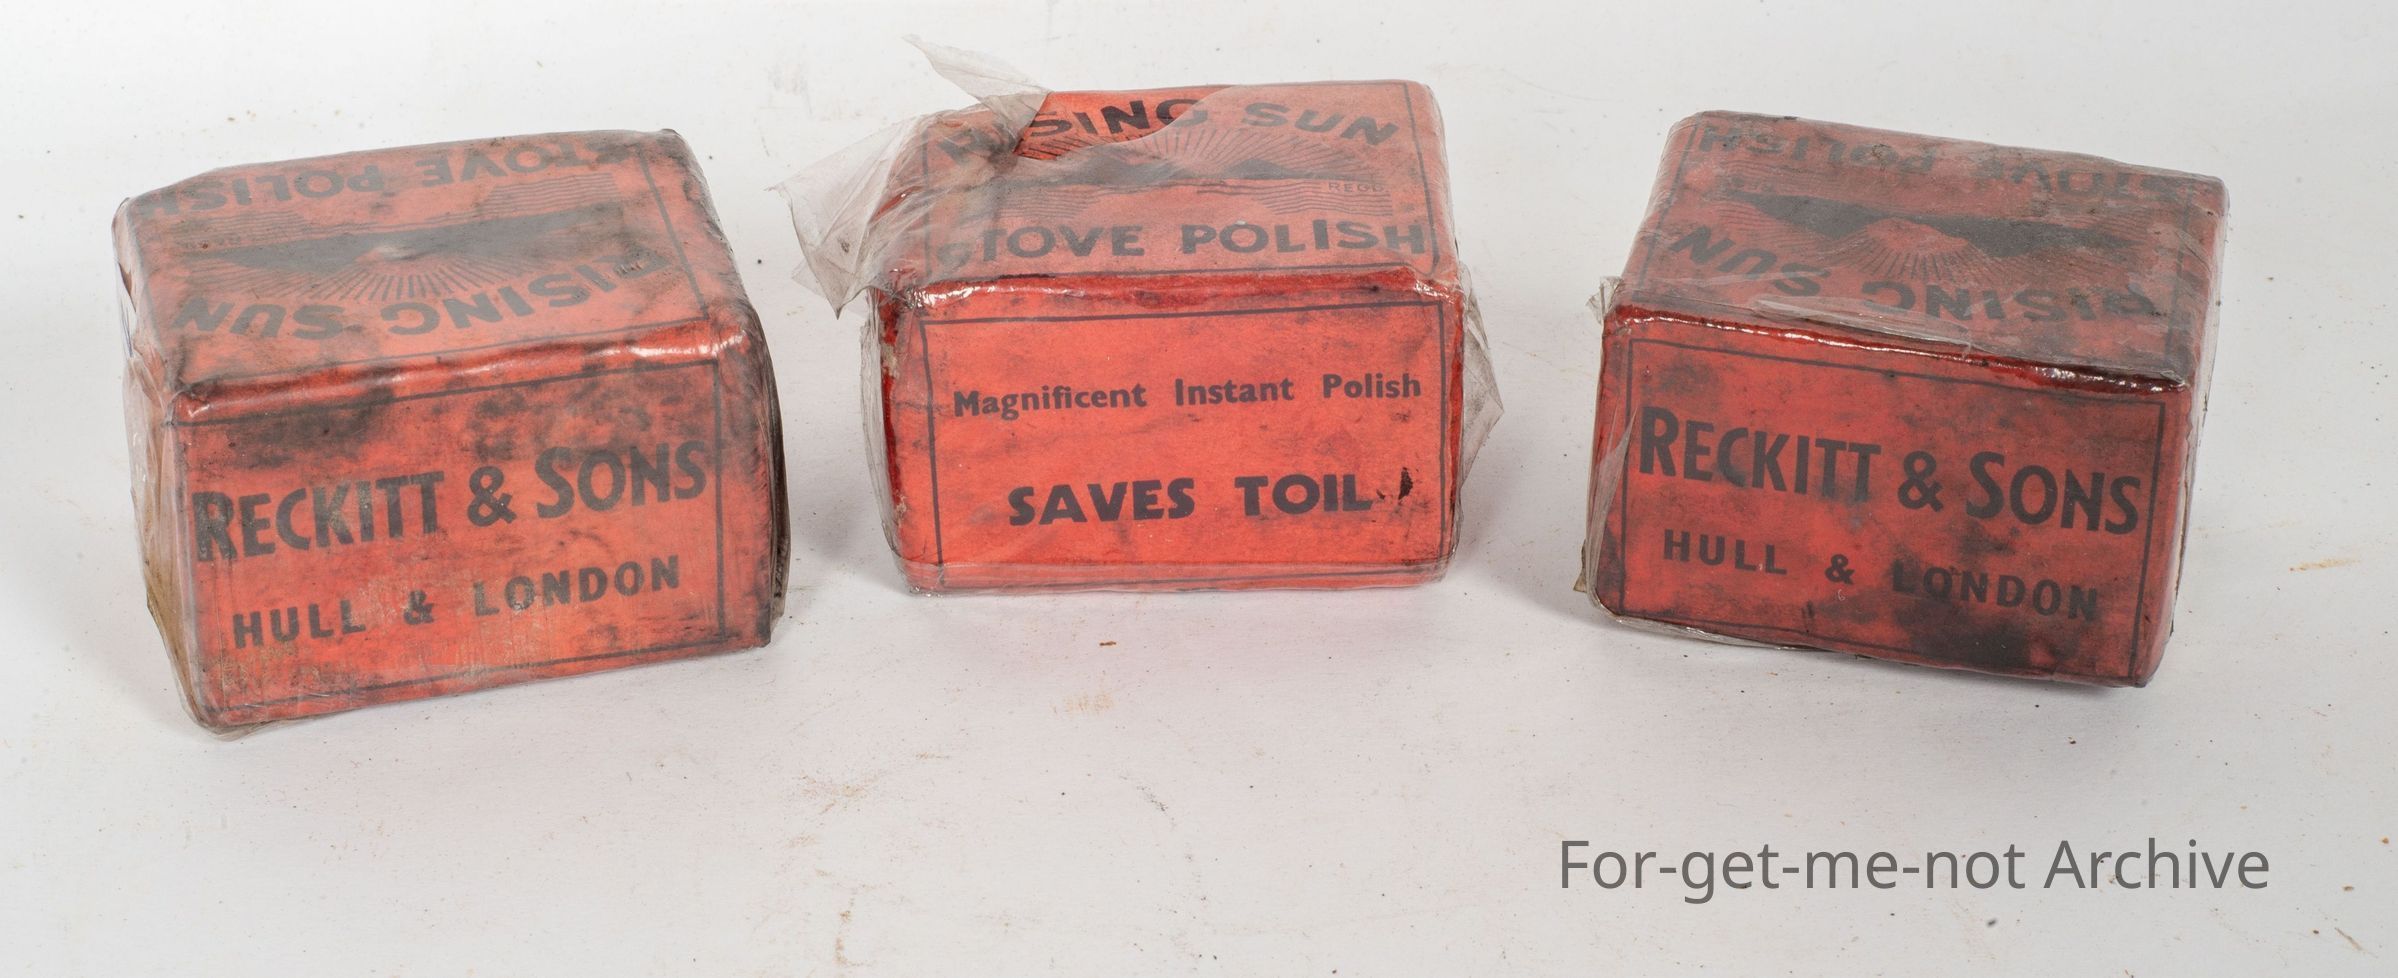 STOVE POLISH
RISING SUN
RECKITT & SONS
HULL & LONDON
RISING SUN
REGD.
STOVE POLISH
Magnificent Instant Polish
SAVES TOIL
STOVE POLISH
RISING SUN
RECKITT & SONS
HULL & LONDON
For-get-me-not Archive